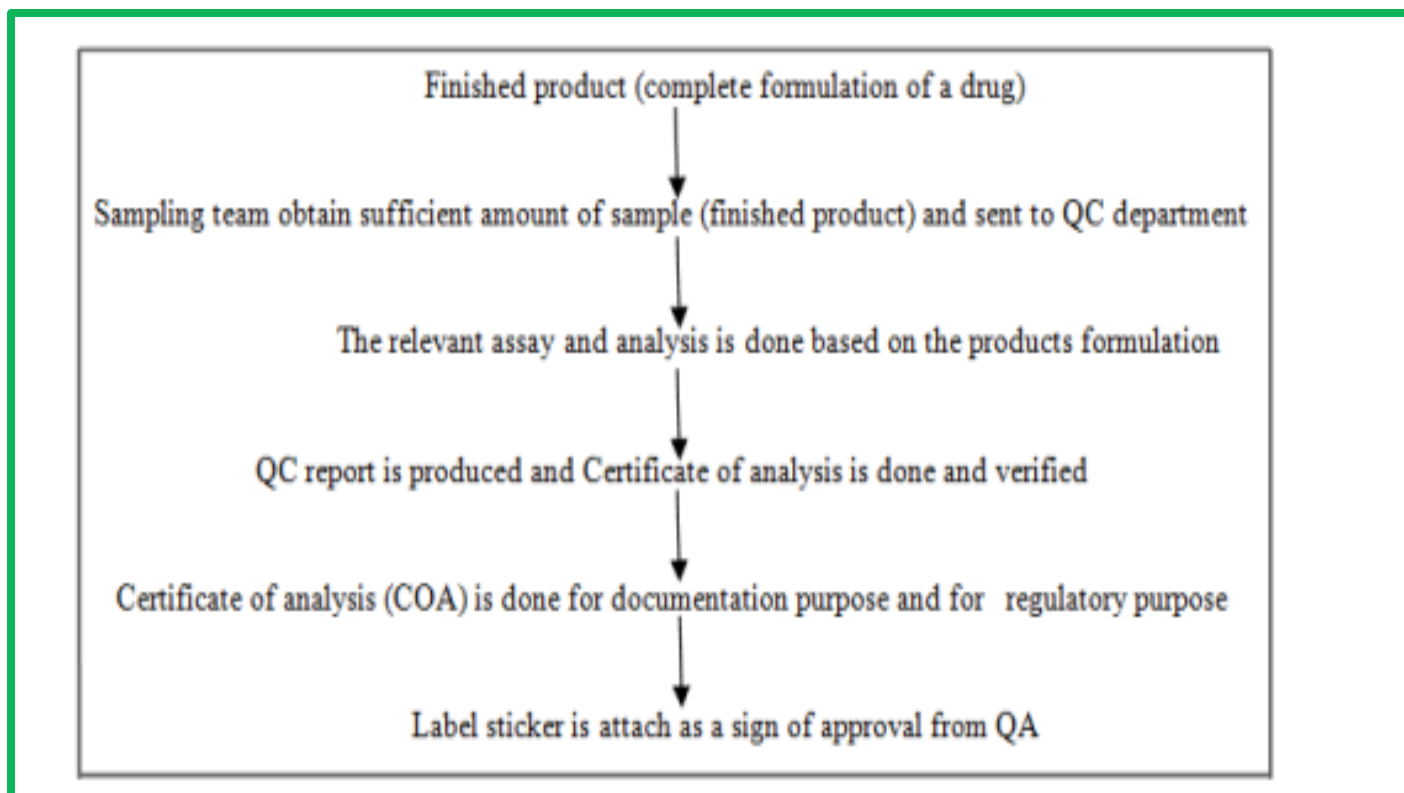 Finished product (complete formulation of a drug)
Sampling team obtain sufficient amount of sample (finished product) and sent to QC department
The relevant assay and analysis is done based on the products formulation
QC report is produced and Certificate of analysis is done and verified
Certificate of analysis (COA) is done for documentation purpose and for regulatory purpose
Label sticker is attach as a sign of approval from QA